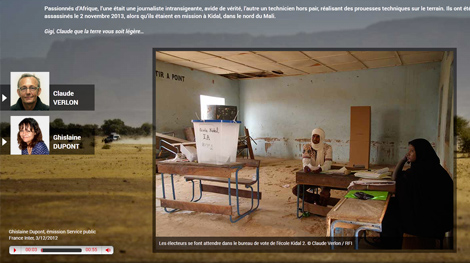 Passionnés d'Afrique, l'une était une journaliste intransigeante, avide de vérité, l'autre un technicien hors pair, réalisant des prouesses techniques sur le terrain. Ils ont été
assassinés le 2 novembre 2013, alors qu'ils étaient en mission à Kidal, dans le nord du Mali.
Gigi, Claude que la terre vous soit légère…
TIR A POINT
Claude
VERLON
Ghislaine
DUPONT
Ghislaine Dupont, émission Service public
France Inter, 3/12/2012
00:03
Les électeurs se font attendre dans le bureau de vote de l'école Kidal 2. © Claude Verlon / RFI